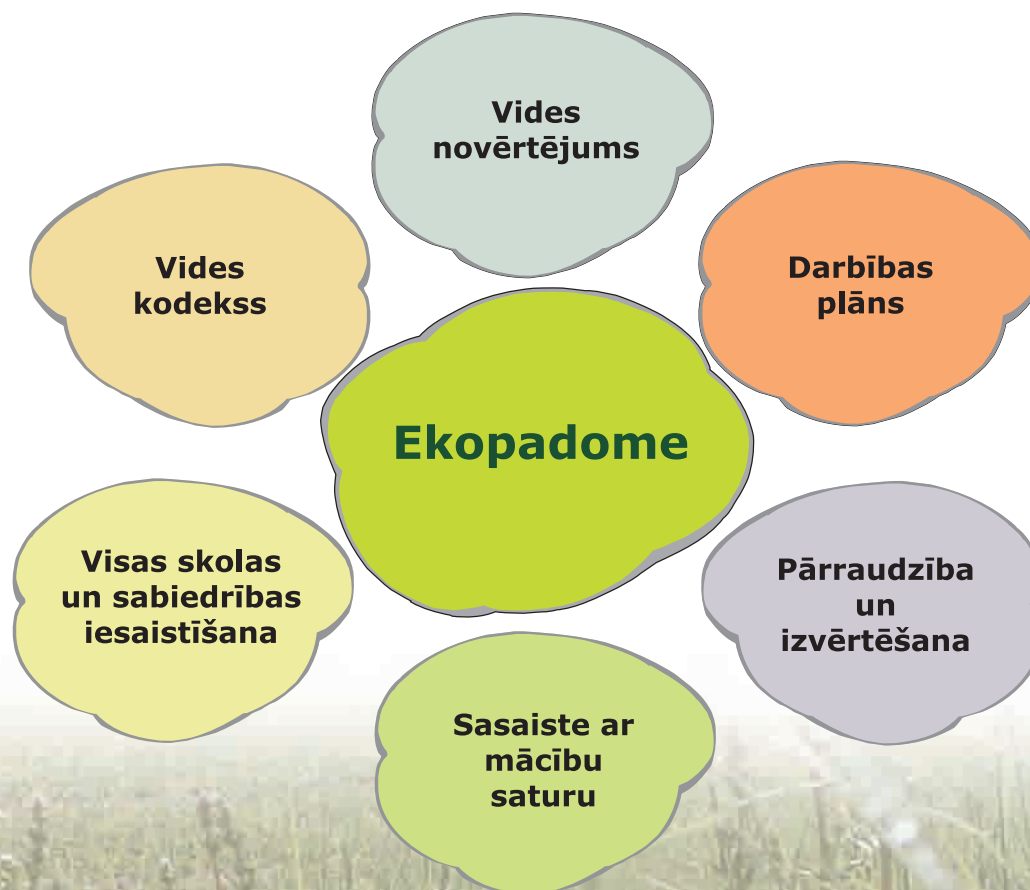 Vides
novērtējums
Vides
kodekss
Darbības
plāns
Ekopadome
Visas skolas
un sabiedrības
iesaistīšana
Pārraudzība
un
izvērtēšana
Sasaiste ar
mācību
saturu